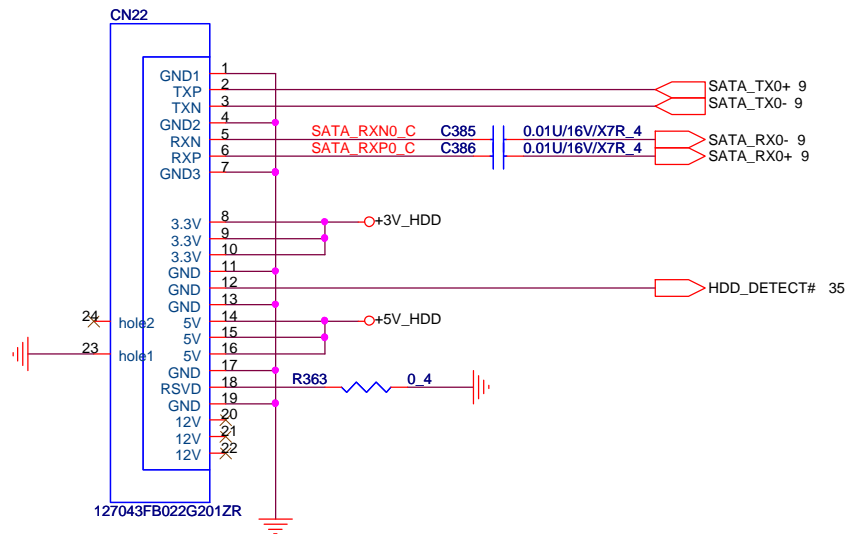 CN22
GND1 1
TXP 2 SATA_TX0+ 9
TXN 3 SATA_TX0- 9
GND2 4
RXN 5 SATA_RXN0_C C385 0.01U/16V/X7R_4 SATA_RX0- 9
RXP 6 SATA_RXP0_C C386 0.01U/16V/X7R_4 SATA_RX0+ 9
GND3 7
3.3V 8 +3V_HDD
3.3V 9
3.3V 10
GND 11
GND 12 HDD_DETECT# 35
GND 13
24 hole2 5V 14 +5V_HDD
5V 15
23 hole1 5V 16
GND 17
RSVD 18 R363 0_4
GND 19
12V 20
12V 21
12V 22
127043FB022G201ZR